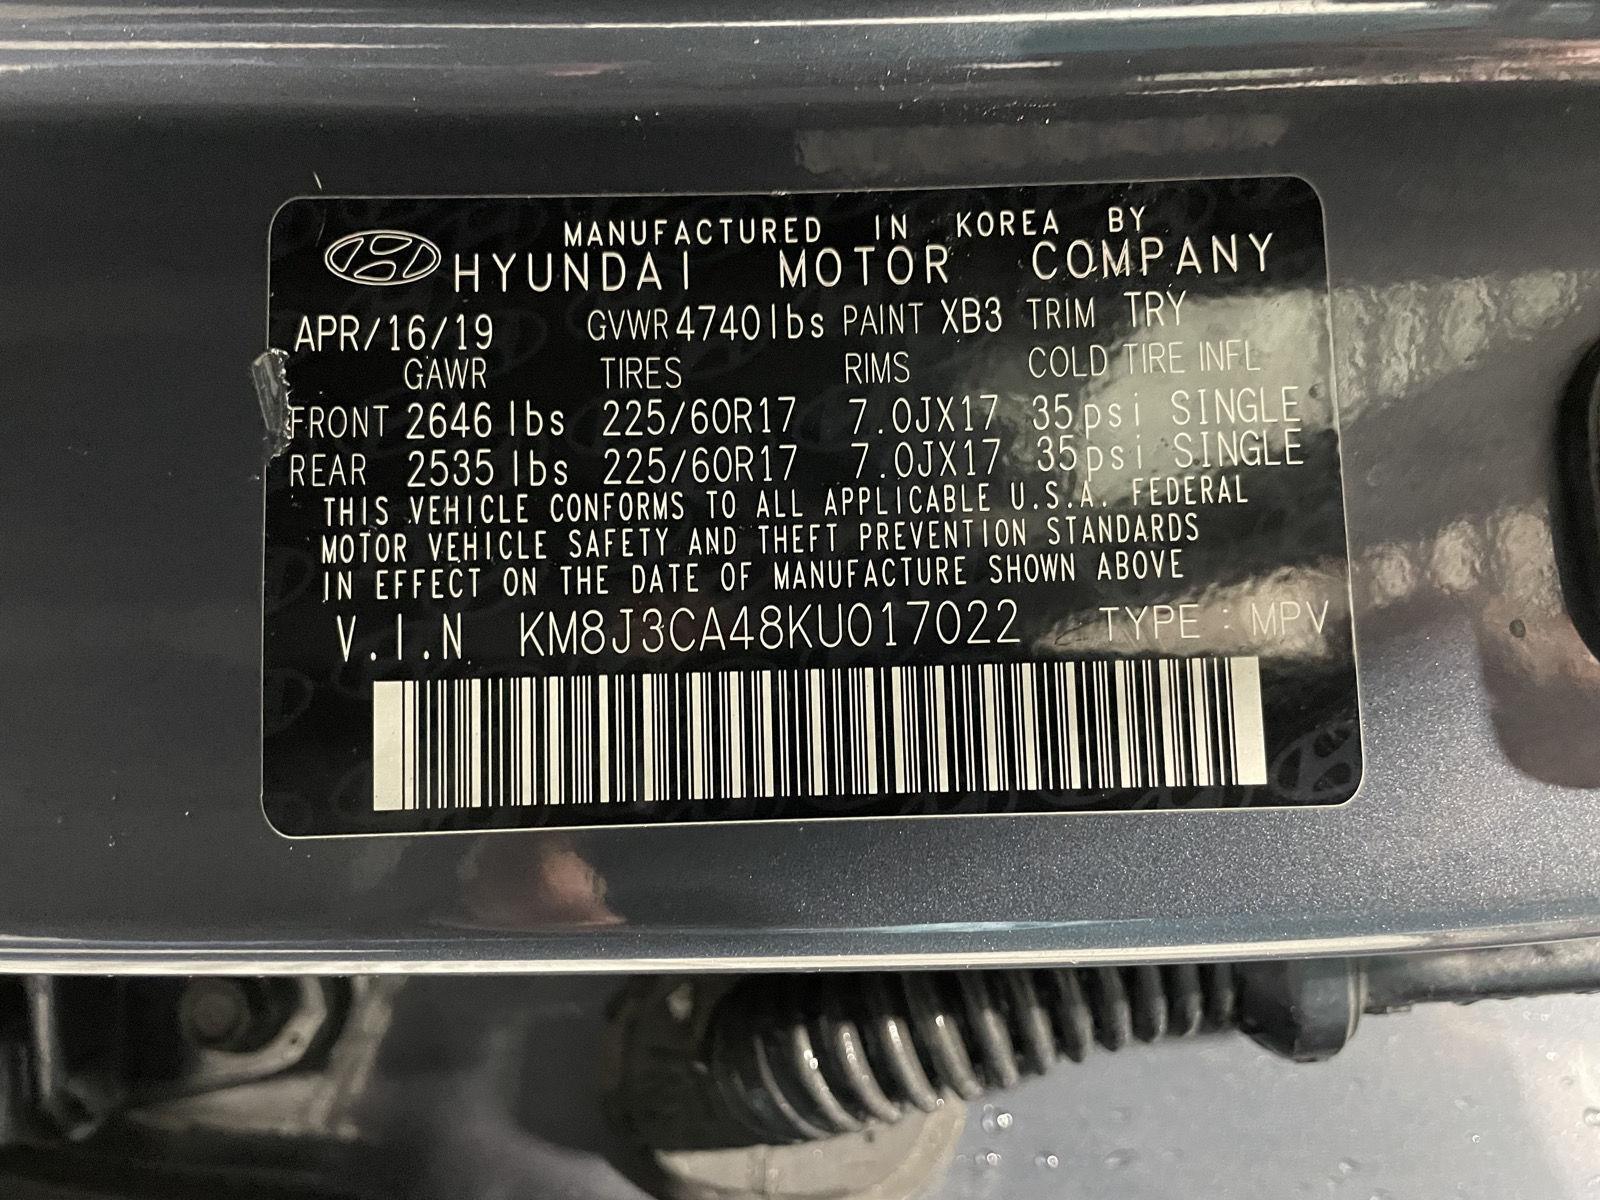 MANUFACTURED IN KOREA BY
HYUNDAI MOTOR COMPANY
APR/16/19 GVWR 4740lbs PAINT XB3 TRIM TRY
GAWR TIRES RIMS COLD TIRE INFL
FRONT 2646 lbs 225/60R17 7.0JX17 35psi SINGLE
REAR 2535 lbs 225/60R17 7.0JX17 35psi SINGLE
THIS VEHICLE CONFORMS TO ALL APPLICABLE U.S.A. FEDERAL
MOTOR VEHICLE SAFETY AND THEFT PREVENTION STANDARDS
IN EFFECT ON THE DATE OF MANUFACTURE SHOWN ABOVE
V.I.N KM8J3CA48KU017022 TYPE : MPV